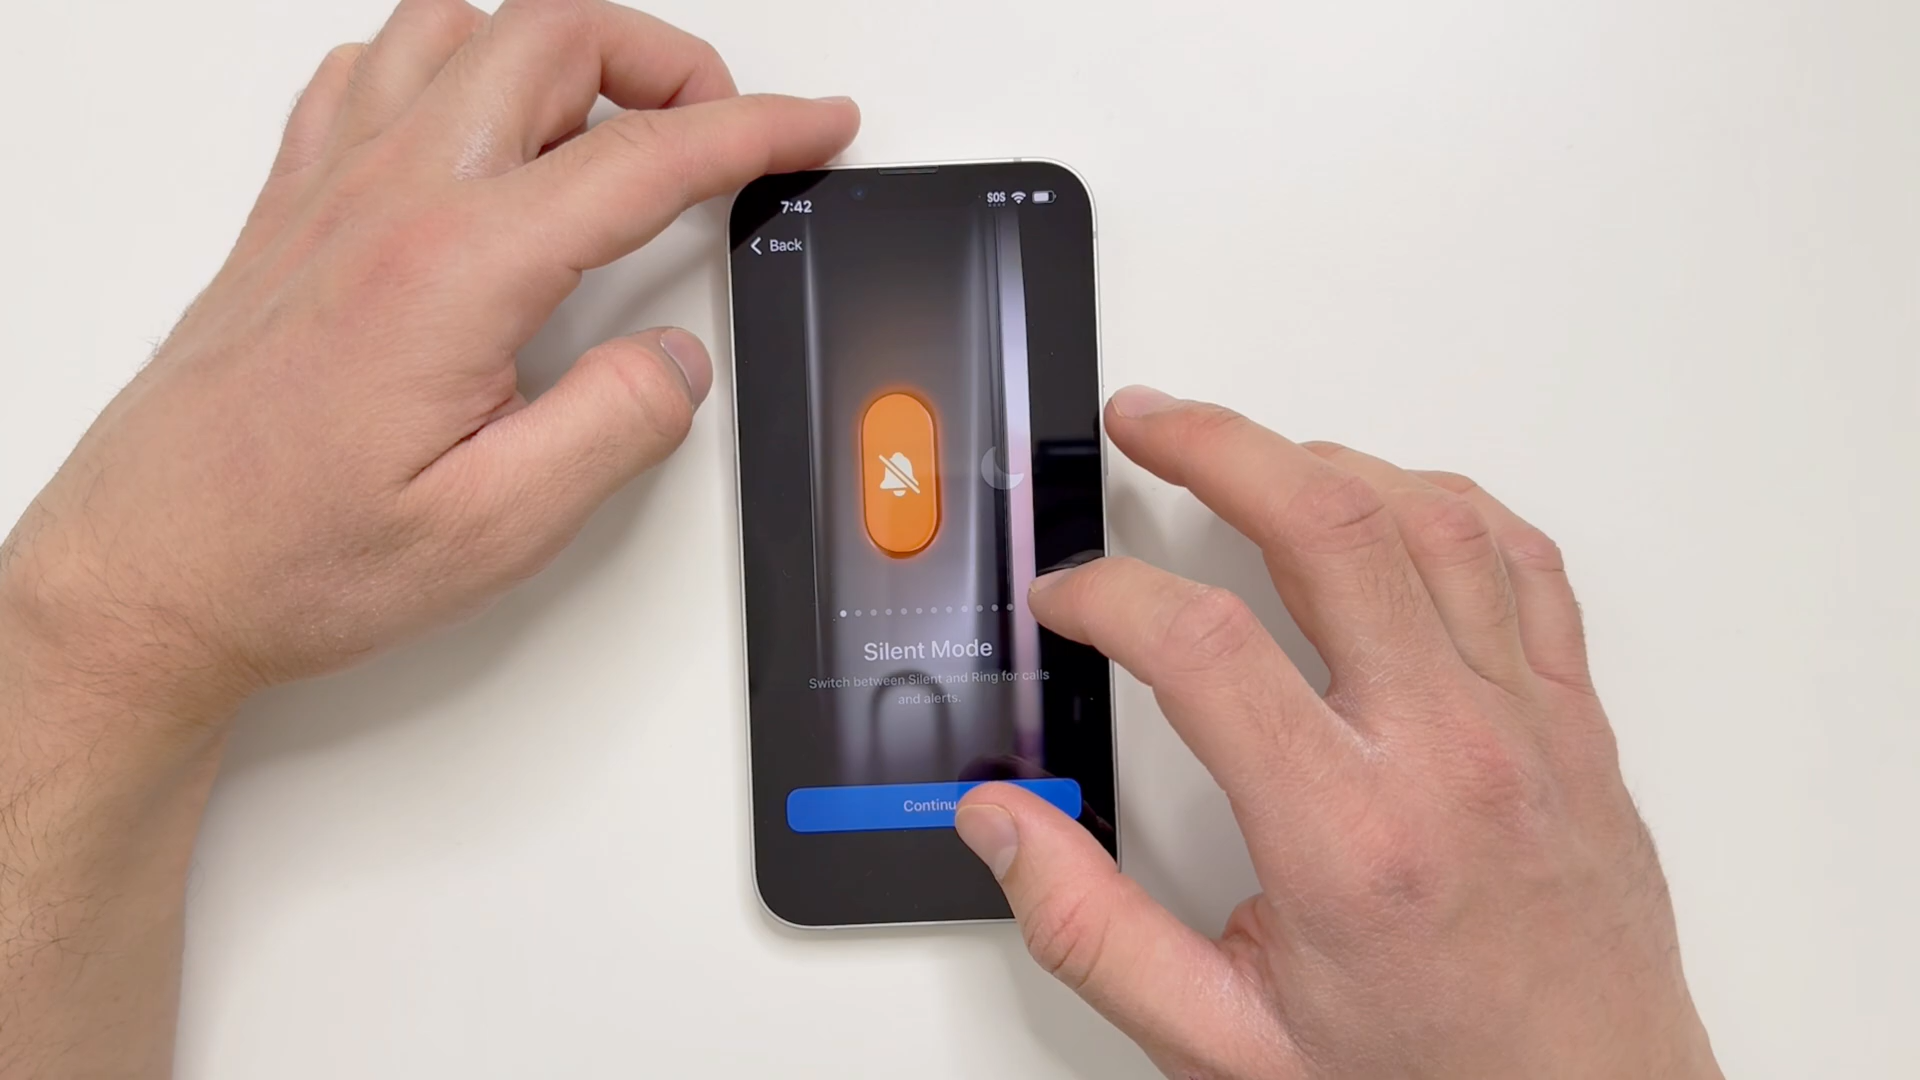 7:42
SOS
Back
Silent Mode
Switch between Silent and Ring for calls
and alerts.
Continu